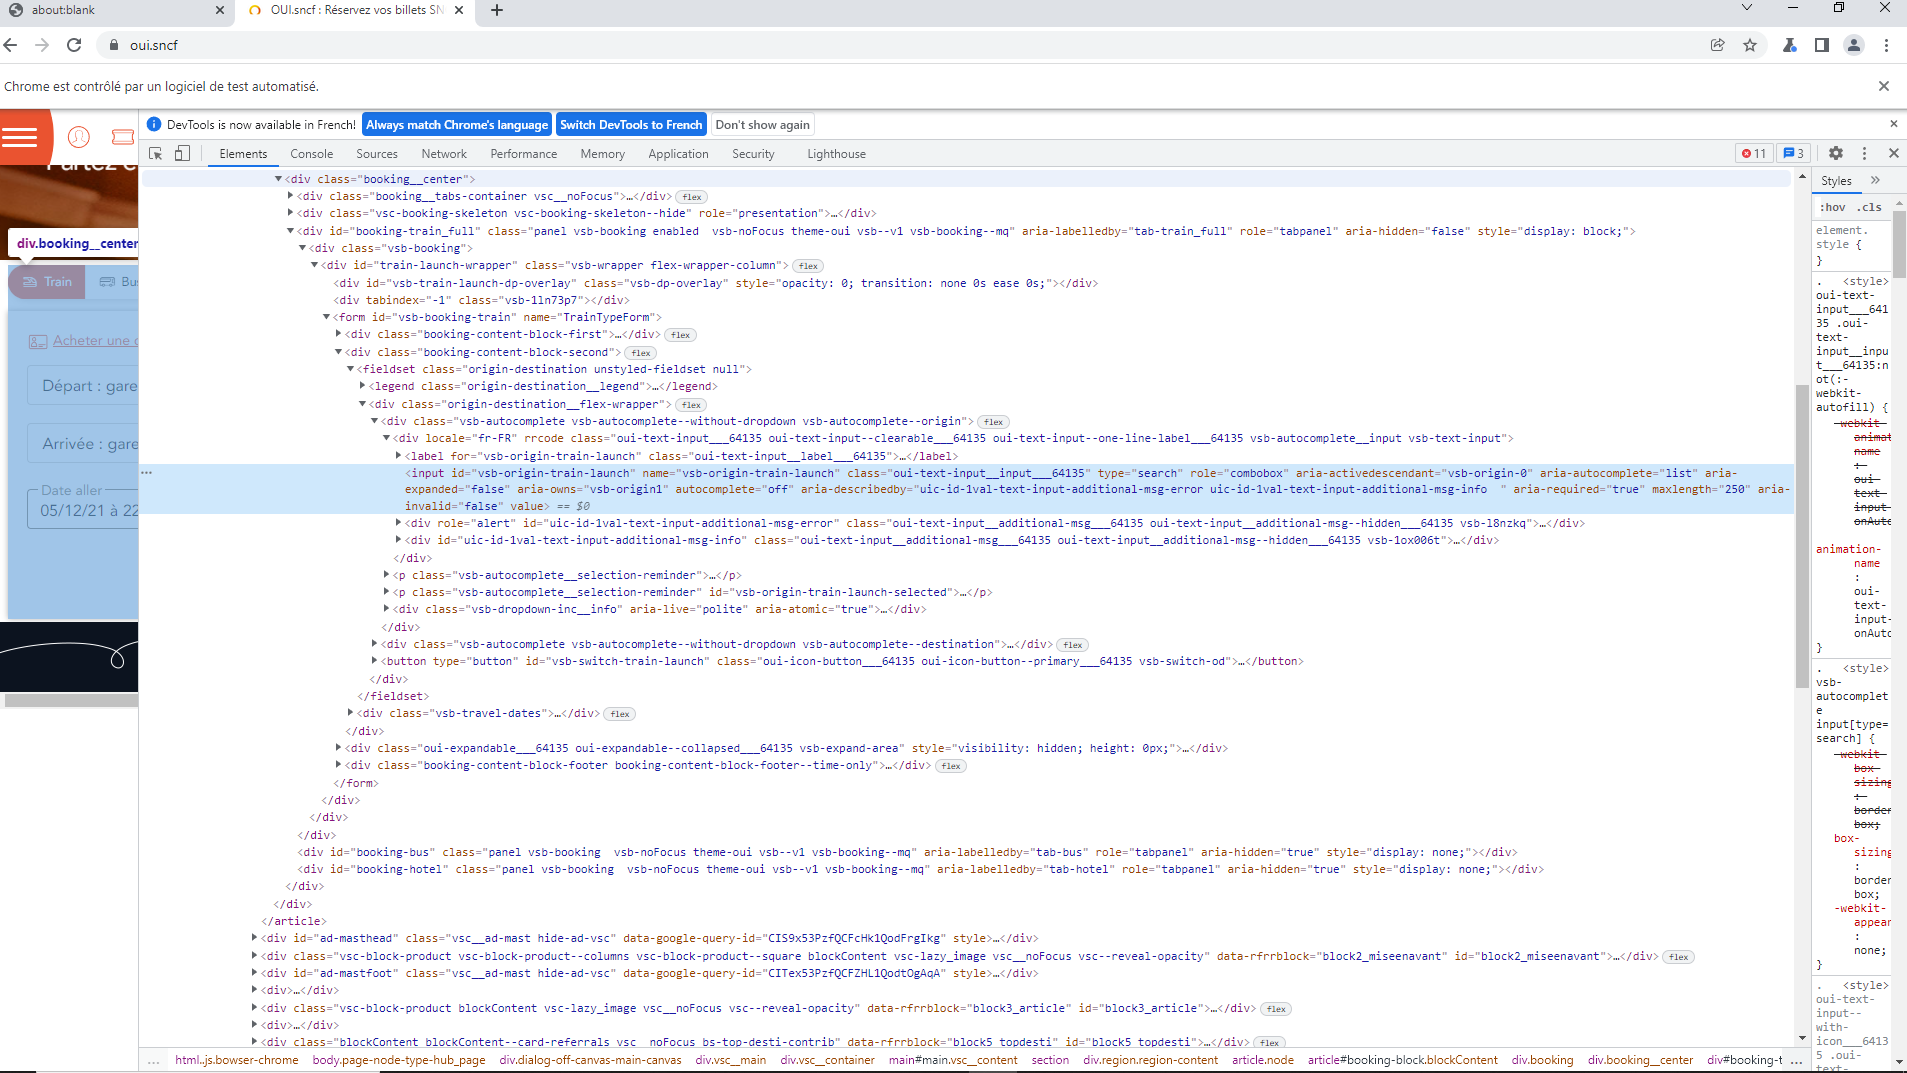 about:blank
OUI.sncf : Réservez vos billets SN
oui.sncf
Chrome est contrôlé par un logiciel de test automatisé.
DevTools is now available in French! Always match Chrome's language Switch DevTools to French Don't show again
Elements Console Sources Network Performance Memory Application Security Lighthouse 11 3
Partez e
div.booking__center
Train Bus
Acheter une c
Départ : gare
Arrivée : gare
Date aller
05/12/21 à 22
<div class="booking__center">
<div class="booking__tabs-container vsc__noFocus">…</div> flex
<div class="vsc-booking-skeleton vsc-booking-skeleton--hide" role="presentation">…</div>
<div id="booking-train_full" class="panel vsb-booking enabled  vsb-noFocus theme-oui vsb--v1 vsb-booking--mq" aria-labelledby="tab-train_full" role="tabpanel" aria-hidden="false" style="display: block;">
<div class="vsb-booking">
<div id="train-launch-wrapper" class="vsb-wrapper flex-wrapper-column"> flex
<div id="vsb-train-launch-dp-overlay" class="vsb-dp-overlay" style="opacity: 0; transition: none 0s ease 0s;"></div>
<div tabindex="-1" class="vsb-1ln73p7"></div>
<form id="vsb-booking-train" name="TrainTypeForm">
<div class="booking-content-block-first">…</div> flex
<div class="booking-content-block-second"> flex
<fieldset class="origin-destination unstyled-fieldset null">
<legend class="origin-destination__legend">…</legend>
<div class="origin-destination__flex-wrapper"> flex
<div class="vsb-autocomplete vsb-autocomplete--without-dropdown vsb-autocomplete--origin"> flex
<div locale="fr-FR" rrcode class="oui-text-input___64135 oui-text-input--clearable___64135 oui-text-input--one-line-label___64135 vsb-autocomplete__input vsb-text-input">
<label for="vsb-origin-train-launch" class="oui-text-input__label___64135">…</label>
<input id="vsb-origin-train-launch" name="vsb-origin-train-launch" class="oui-text-input__input___64135" type="search" role="combobox" aria-activedescendant="vsb-origin-0" aria-autocomplete="list" aria-
expanded="false" aria-owns="vsb-origin1" autocomplete="off" aria-describedby="uic-id-1val-text-input-additional-msg-error uic-id-1val-text-input-additional-msg-info  " aria-required="true" maxlength="250" aria-
invalid="false" value> == $0
<div role="alert" id="uic-id-1val-text-input-additional-msg-error" class="oui-text-input__additional-msg___64135 oui-text-input__additional-msg--hidden___64135 vsb-l8nzkq">…</div>
<div id="uic-id-1val-text-input-additional-msg-info" class="oui-text-input__additional-msg___64135 oui-text-input__additional-msg--hidden___64135 vsb-1ox006t">…</div>
</div>
<p class="vsb-autocomplete__selection-reminder">…</p>
<p class="vsb-autocomplete__selection-reminder" id="vsb-origin-train-launch-selected">…</p>
<div class="vsb-dropdown-inc__info" aria-live="polite" aria-atomic="true">…</div>
</div>
<div class="vsb-autocomplete vsb-autocomplete--without-dropdown vsb-autocomplete--destination">…</div> flex
<button type="button" id="vsb-switch-train-launch" class="oui-icon-button___64135 oui-icon-button--primary___64135 vsb-switch-od">…</button>
</div>
</fieldset>
<div class="vsb-travel-dates">…</div> flex
</div>
<div class="oui-expandable___64135 oui-expandable--collapsed___64135 vsb-expand-area" style="visibility: hidden; height: 0px;">…</div>
<div class="booking-content-block-footer booking-content-block-footer--time-only">…</div> flex
</form>
</div>
</div>
</div>
<div id="booking-bus" class="panel vsb-booking  vsb-noFocus theme-oui vsb--v1 vsb-booking--mq" aria-labelledby="tab-bus" role="tabpanel" aria-hidden="true" style="display: none;"></div>
<div id="booking-hotel" class="panel vsb-booking  vsb-noFocus theme-oui vsb--v1 vsb-booking--mq" aria-labelledby="tab-hotel" role="tabpanel" aria-hidden="true" style="display: none;"></div>
</div>
</div>
</article>
<div id="ad-masthead" class="vsc__ad-mast hide-ad-vsc" data-google-query-id="CIS9x53PzfQCFcHk1QodFrgIkg" style>…</div>
<div class="vsc-block-product vsc-block-product--columns vsc-block-product--square blockContent vsc-lazy_image vsc__noFocus vsc--reveal-opacity" data-rfrrblock="block2_miseenavant" id="block2_miseenavant">…</div> flex
<div id="ad-mastfoot" class="vsc__ad-mast hide-ad-vsc" data-google-query-id="CITex53PzfQCFZHL1QodtOgAqA" style>…</div>
<div>…</div>
<div class="vsc-block-product blockContent vsc-lazy_image vsc__noFocus vsc--reveal-opacity" data-rfrrblock="block3_article" id="block3_article">…</div> flex
<div>…</div>
<div class="blockContent blockContent--card-referrals vsc__noFocus bs-top-desti-contrib" data-rfrrblock="block5_topdesti" id="block5_topdesti">…</div> flex
… html.js.bowser-chrome body.page-node-type-hub_page div.dialog-off-canvas-main-canvas div.vsc__main div.vsc__container main#main.vsc__content section div.region.region-content article.node article#booking-block.blockContent div.booking div.booking__center div#booking-t …
Styles
:hov .cls
element.
style {
}
. <style>
oui-text-
input___641
35 .oui-
text-
input__inpu
t___64135:n
ot(:-
webkit-
autofill) {
-webkit-
animat
name
:
oui-
text-
input-
onAuto
animation-
name
:
oui-
text-
input-
onAuto
}
. <style>
vsb-
autocomplet
e
input[type=
search] {
-webkit-
box-
sizing
:
border
box;
box-
sizing
:
border
box;
-webkit-
appear
:
none;
}
. <style>
oui-text-
input--
with-
icon___6413
5 .oui-
text-